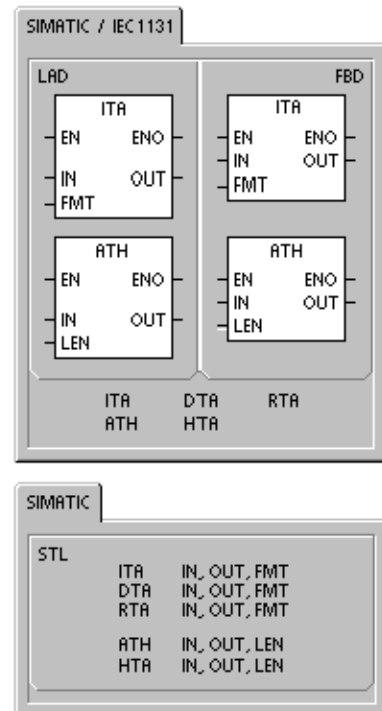 SIMATIC / IEC1131
LAD FBD
ITA
EN ENO
IN OUT
FMT
ITA
EN ENO
IN OUT
FMT
ATH
EN ENO
IN OUT
LEN
ATH
EN ENO
IN OUT
LEN
ITA DTA RTA
ATH HTA
SIMATIC
STL
ITA IN, OUT, FMT
DTA IN, OUT, FMT
RTA IN, OUT, FMT
ATH IN, OUT, LEN
HTA IN, OUT, LEN